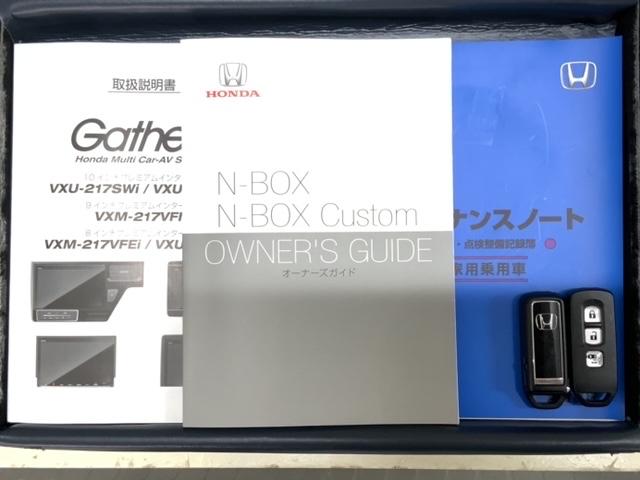 取扱説明書
Gathe
Honda Multi Car-AV S
10インチプレミアムインター
VXU-217SWi / VXU
9インチプレミアムインター
VXM-217VFI
8インチプレミアムインター
VXM-217VFEi / VXU
HONDA
N-BOX
N-BOX Custom
OWNER'S GUIDE
オーナーズガイド
ナンスノート
・点検整備記録簿
家用乗用車